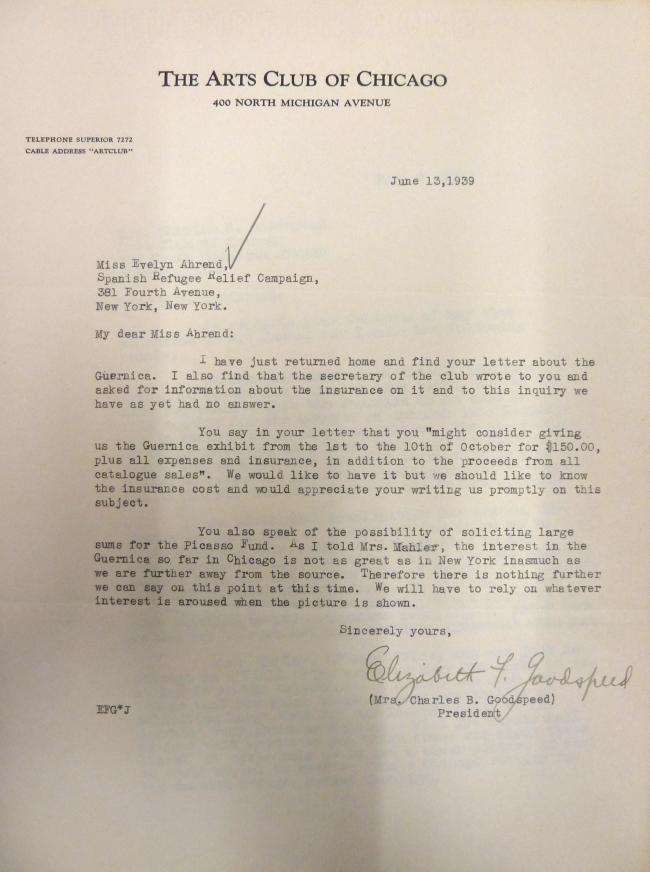 THE ARTS CLUB OF CHICAGO
400 NORTH MICHIGAN AVENUE
TELEPHONE SUPERIOR 7272
CABLE ADDRESS "ARTCLUB"
June 13,1939
Miss Evelyn Ahrend,
Spanish Refugee Relief Campaign,
381 Fourth Avenue,
New York, New York.
My dear Miss Ahrend:
I have just returned home and find your letter about the
Guernica. I also find that the secretary of the club wrote to you and
asked for information about the insurance on it and to this inquiry we
have as yet had no answer.
You say in your letter that you "might consider giving
us the Guernica exhibit from the 1st to the 10th of October for $150.00,
plus all expenses and insurance, in addition to the proceeds from all
catalogue sales". We would like to have it but we should like to know
the insurance cost and would appreciate your writing us promptly on this
subject.
You also speak of the possibility of soliciting large
sums for the Picasso Fund. As I told Mrs. Mahler, the interest in the
Guernica so far in Chicago is not as great as in New York inasmuch as
we are further away from the source. Therefore there is nothing further
we can say on this point at this time. We will have to rely on whatever
interest is aroused when the picture is shown.
Sincerely yours,
Elizabeth F. Goodspeed
(Mrs. Charles B. Goodspeed)
EFG*J
President